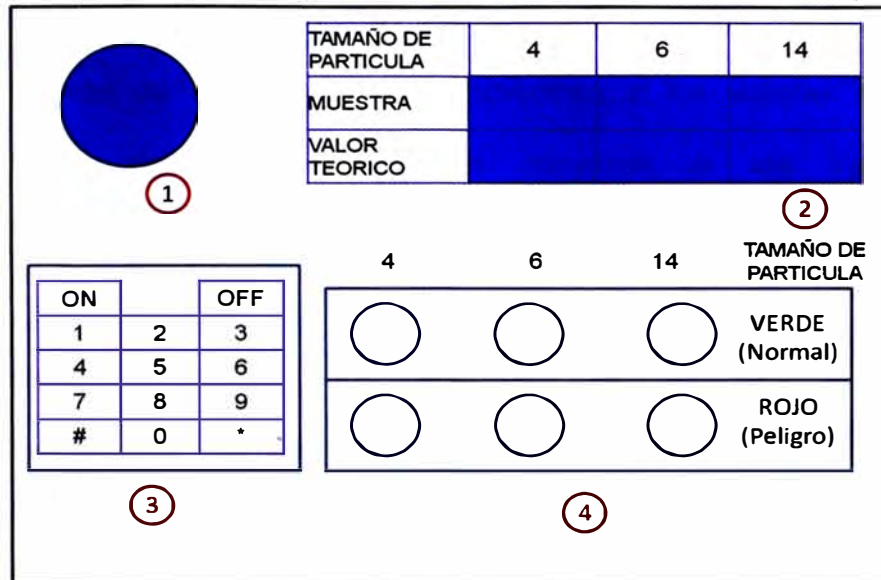 TAMAÑO DE
PARTICULA 4 6 14
MUESTRA
VALOR
TEORICO
1
2
4 6 14 TAMAÑO DE
PARTICULA
ON OFF
1 2 3
4 5 6
7 8 9
# 0 *
VERDE
(Normal)
ROJO
(Peligro)
3
4